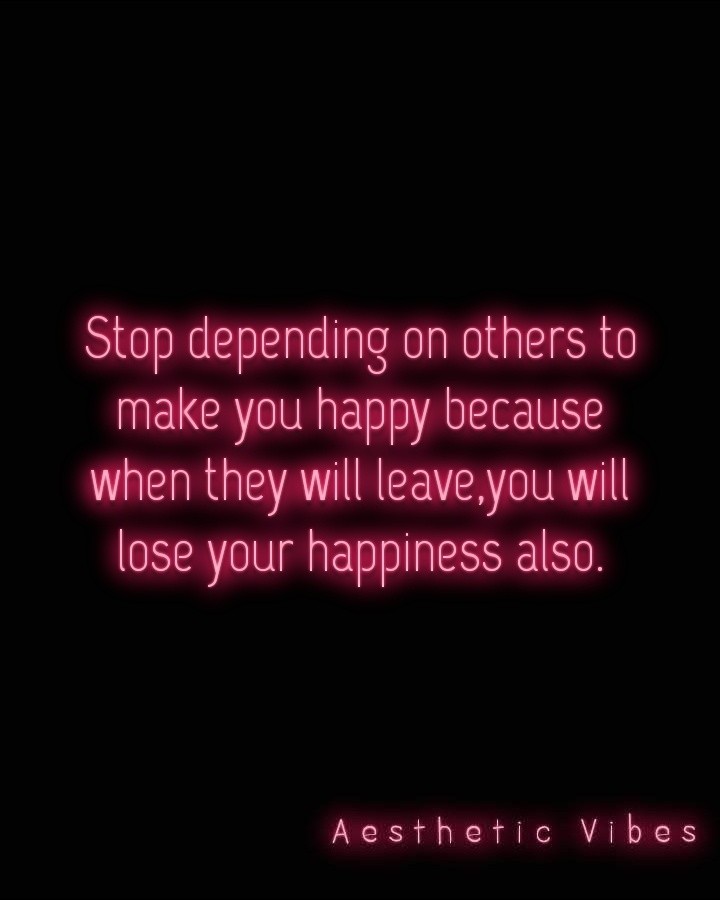 Stop depending on others to
make you happy because
when they will leave,you will
lose your happiness also.
Aesthetic Vibes